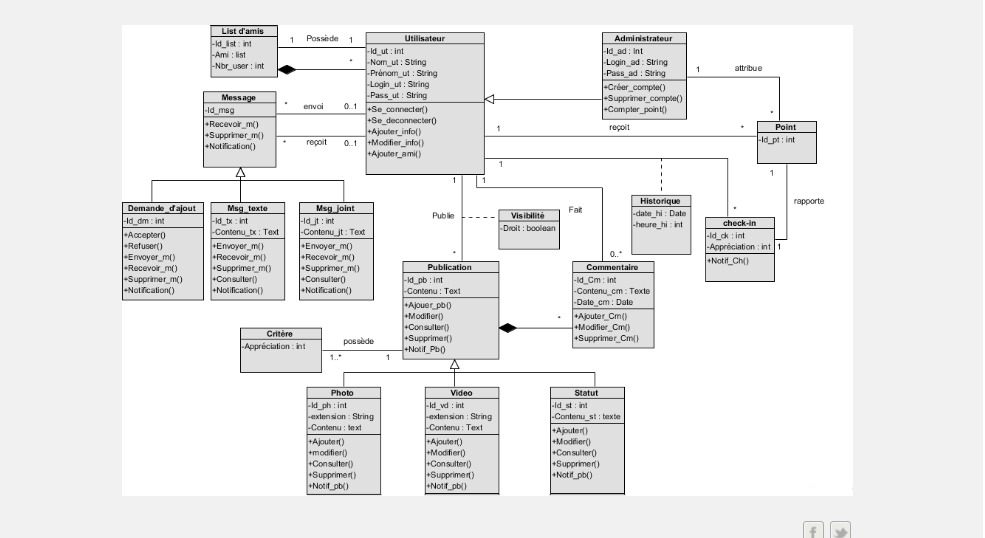 List d'amis
-Id_list : int
-Ami : list
-Nbr_user : int
1 Possède 1
*
Utilisateur
-Id_ut : int
-Nom_ut : String
-Prénom_ut : String
-Login_ut : String
-Pass_ut : String
+Se_connecter()
+Se_deconnecter()
+Ajouter_info()
+Modifier_info()
+Ajouter_ami()
Administrateur
-Id_ad : Int
-Login_ad : String
-Pass_ad : String
+Créer_compte()
+Supprimer_compte()
+Compter_point()
1 attribue
*
Message
-Id_msg
+Recevoir_m()
+Supprimer_m()
+Notification()
* envoi 0..1
* reçoit 0..1
1 reçoit *
Point
-Id_pt : int
1
rapporte
1
1
*
Demande_d'ajout
-Id_dm : int
+Accepter()
+Refuser()
+Envoyer_m()
+Recevoir_m()
+Supprimer_m()
+Notification()
Msg_texte
-Id_tx : int
-Contenu_tx : Text
+Envoyer_m()
+Recevoir_m()
+Supprimer_m()
+Consulter()
+Notification()
Msg_joint
-Id_jt : int
-Contenu_jt : Text
+Envoyer_m()
+Recevoir_m()
+Supprimer_m()
+Consulter()
+Notification()
1 1
Publie
*
Visibilité
-Droit : boolean
Fait
0..*
Historique
-date_hi : Date
-heure_hi : int
check-in
-Id_ck : int
-Appréciation : int
+Notif_Ch()
Publication
-Id_pb : int
-Contenu : Text
+Ajouer_pb()
+Modifier()
+Consulter()
+Supprimer()
+Notif_Pb()
*
Commentaire
-Id_Cm : int
-Contenu_cm : Texte
-Date_cm : Date
+Ajouter_Cm()
+Modifier_Cm()
+Supprimer_Cm()
Critère
-Appréciation : int
possède
1..* 1
Photo
-Id_ph : int
-extension : String
-Contenu : text
+Ajouter()
+modifier()
+Consulter()
+Supprimer()
+Notif_pb()
Video
-Id_vd : int
-extension : String
-Contenu : Text
+Ajouter()
+Modifier()
+Consulter()
+Supprimer()
+Notif_pb()
Statut
-Id_st : int
-Contenu_st : texte
+Ajouter()
+Modifier()
+Consulter()
+Supprimer()
+Notif_pb()
f